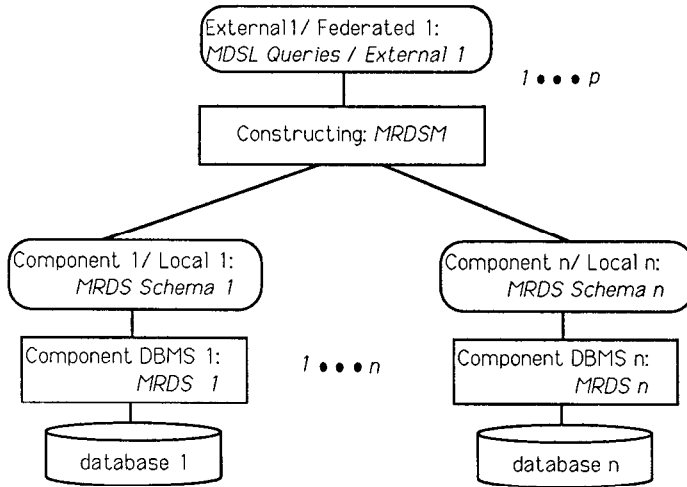 External1/ Federated 1:
MDSL Queries / External 1
1 ••• p
Constructing: MRDSM
Component 1/ Local 1:
MRDS Schema 1
Component n/ Local n:
MRDS Schema n
Component DBMS 1:
MRDS 1
1 ••• n
Component DBMS n:
MRDS n
database 1
database n